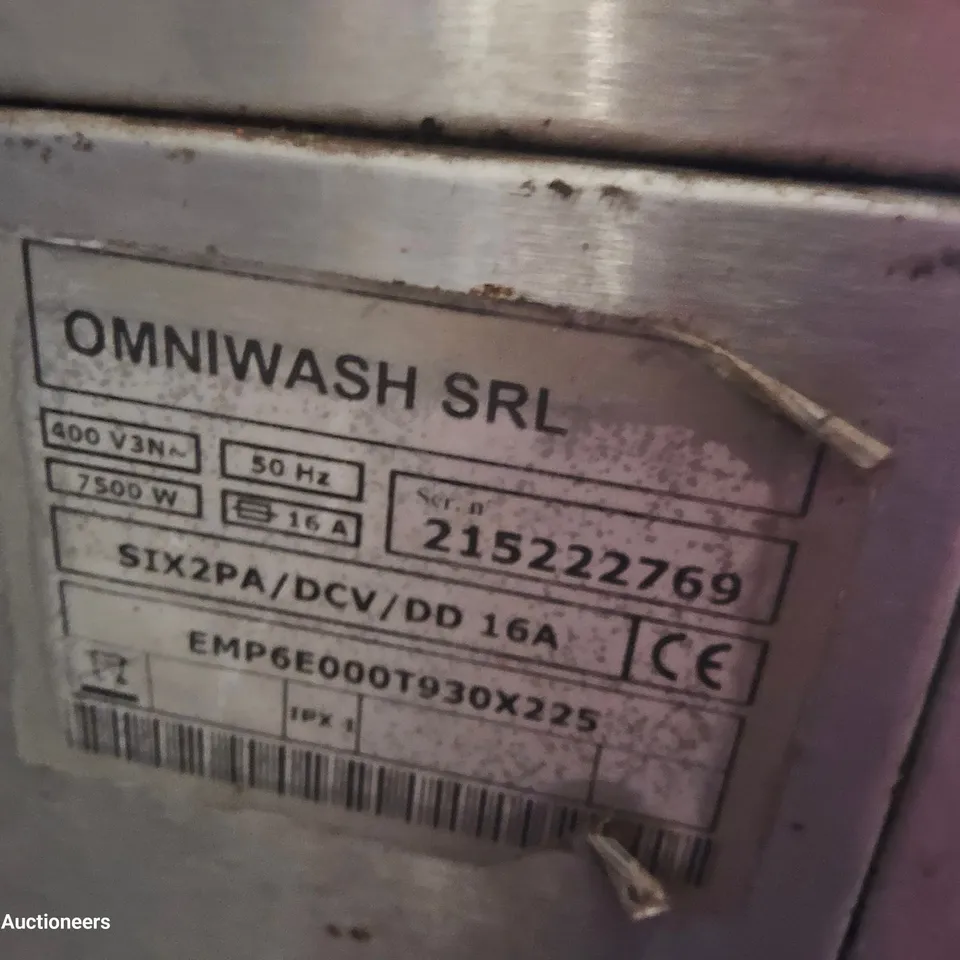 OMNIWASH SRL
400 V3N~
50 Hz
7500 W
16 A
Ser. n°
215222769
SIX2PA/DCV/DD 16A
CE
EMP6E000T930X225
IPX 1
Auctioneers